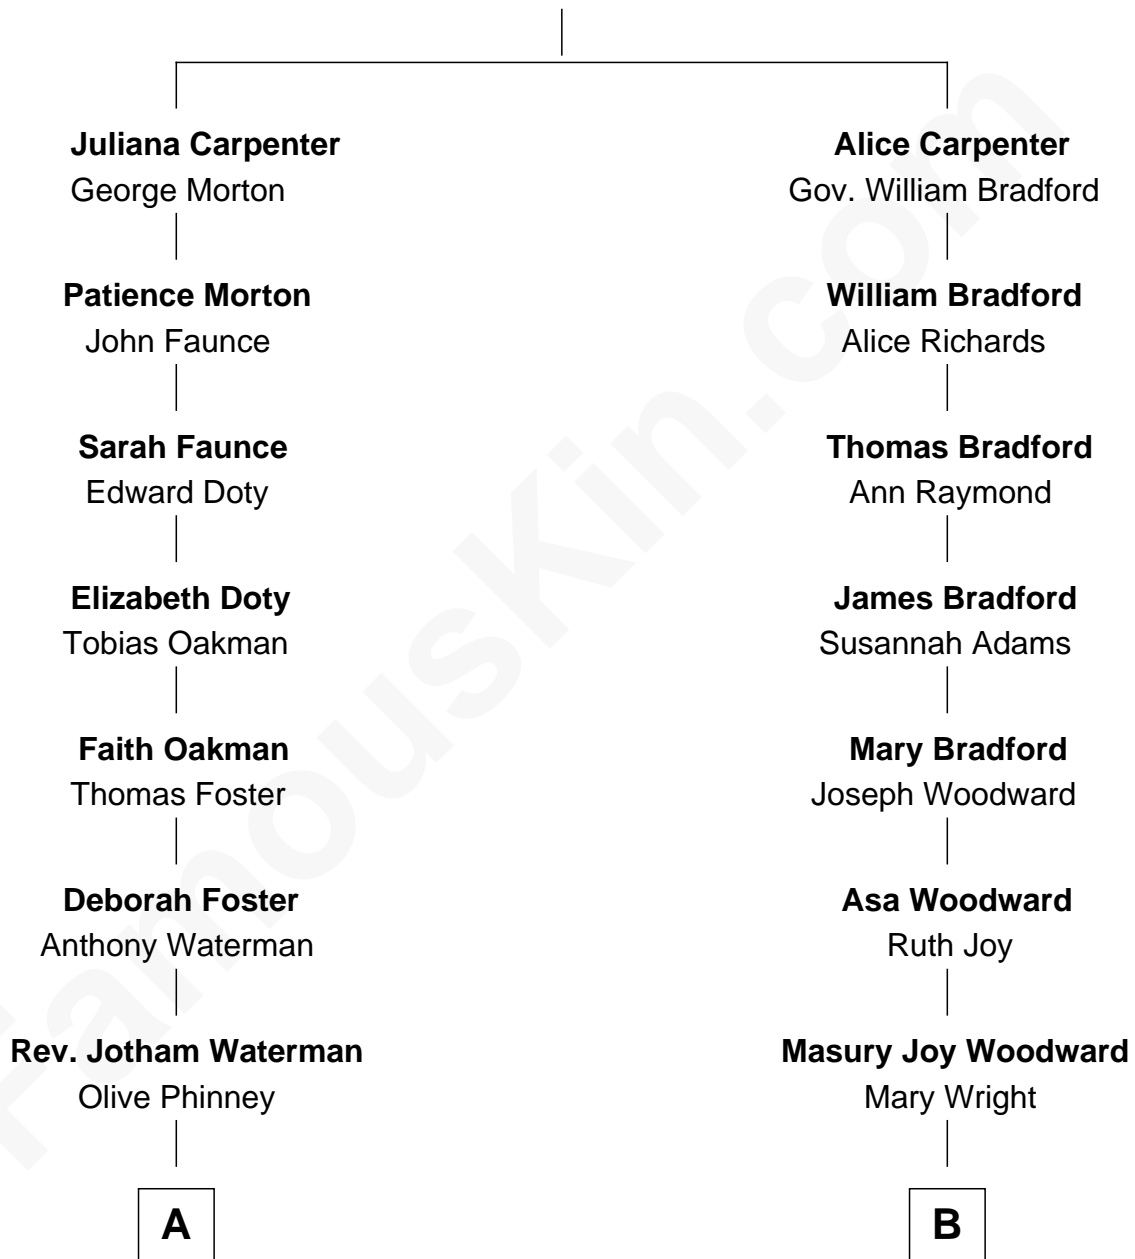 Juliana Carpenter
George Morton
Patience Morton
John Faunce
Sarah Faunce
Edward Doty
Elizabeth Doty
Tobias Oakman
Faith Oakman
Thomas Foster
Deborah Foster
Anthony Waterman
Rev. Jotham Waterman
Olive Phinney
A
Alice Carpenter
Gov. William Bradford
William Bradford
Alice Richards
Thomas Bradford
Ann Raymond
James Bradford
Susannah Adams
Mary Bradford
Joseph Woodward
Asa Woodward
Ruth Joy
Masury Joy Woodward
Mary Wright
B
FamousKin.com